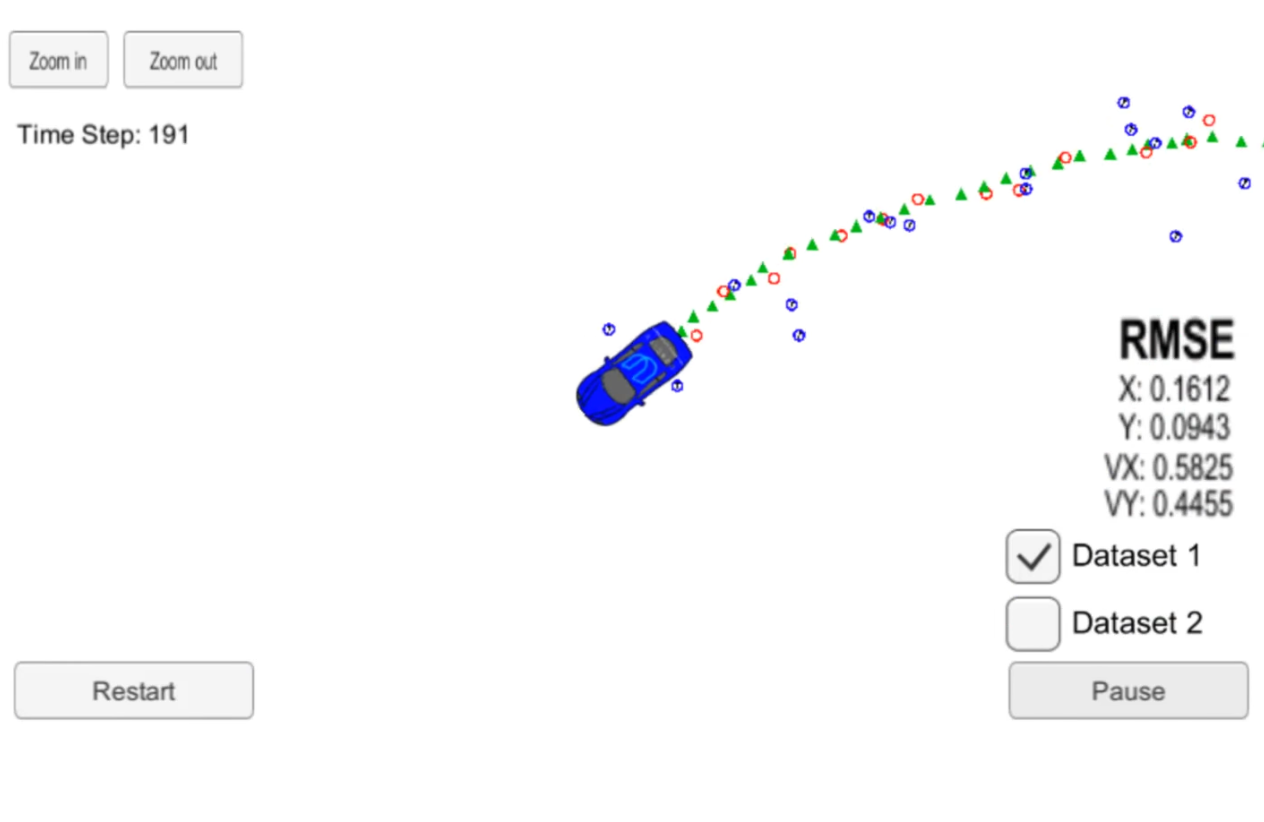 Zoom in
Zoom out
Time Step: 191
RMSE
X: 0.1612
Y: 0.0943
VX: 0.5825
VY: 0.4455
Dataset 1
Dataset 2
Restart
Pause